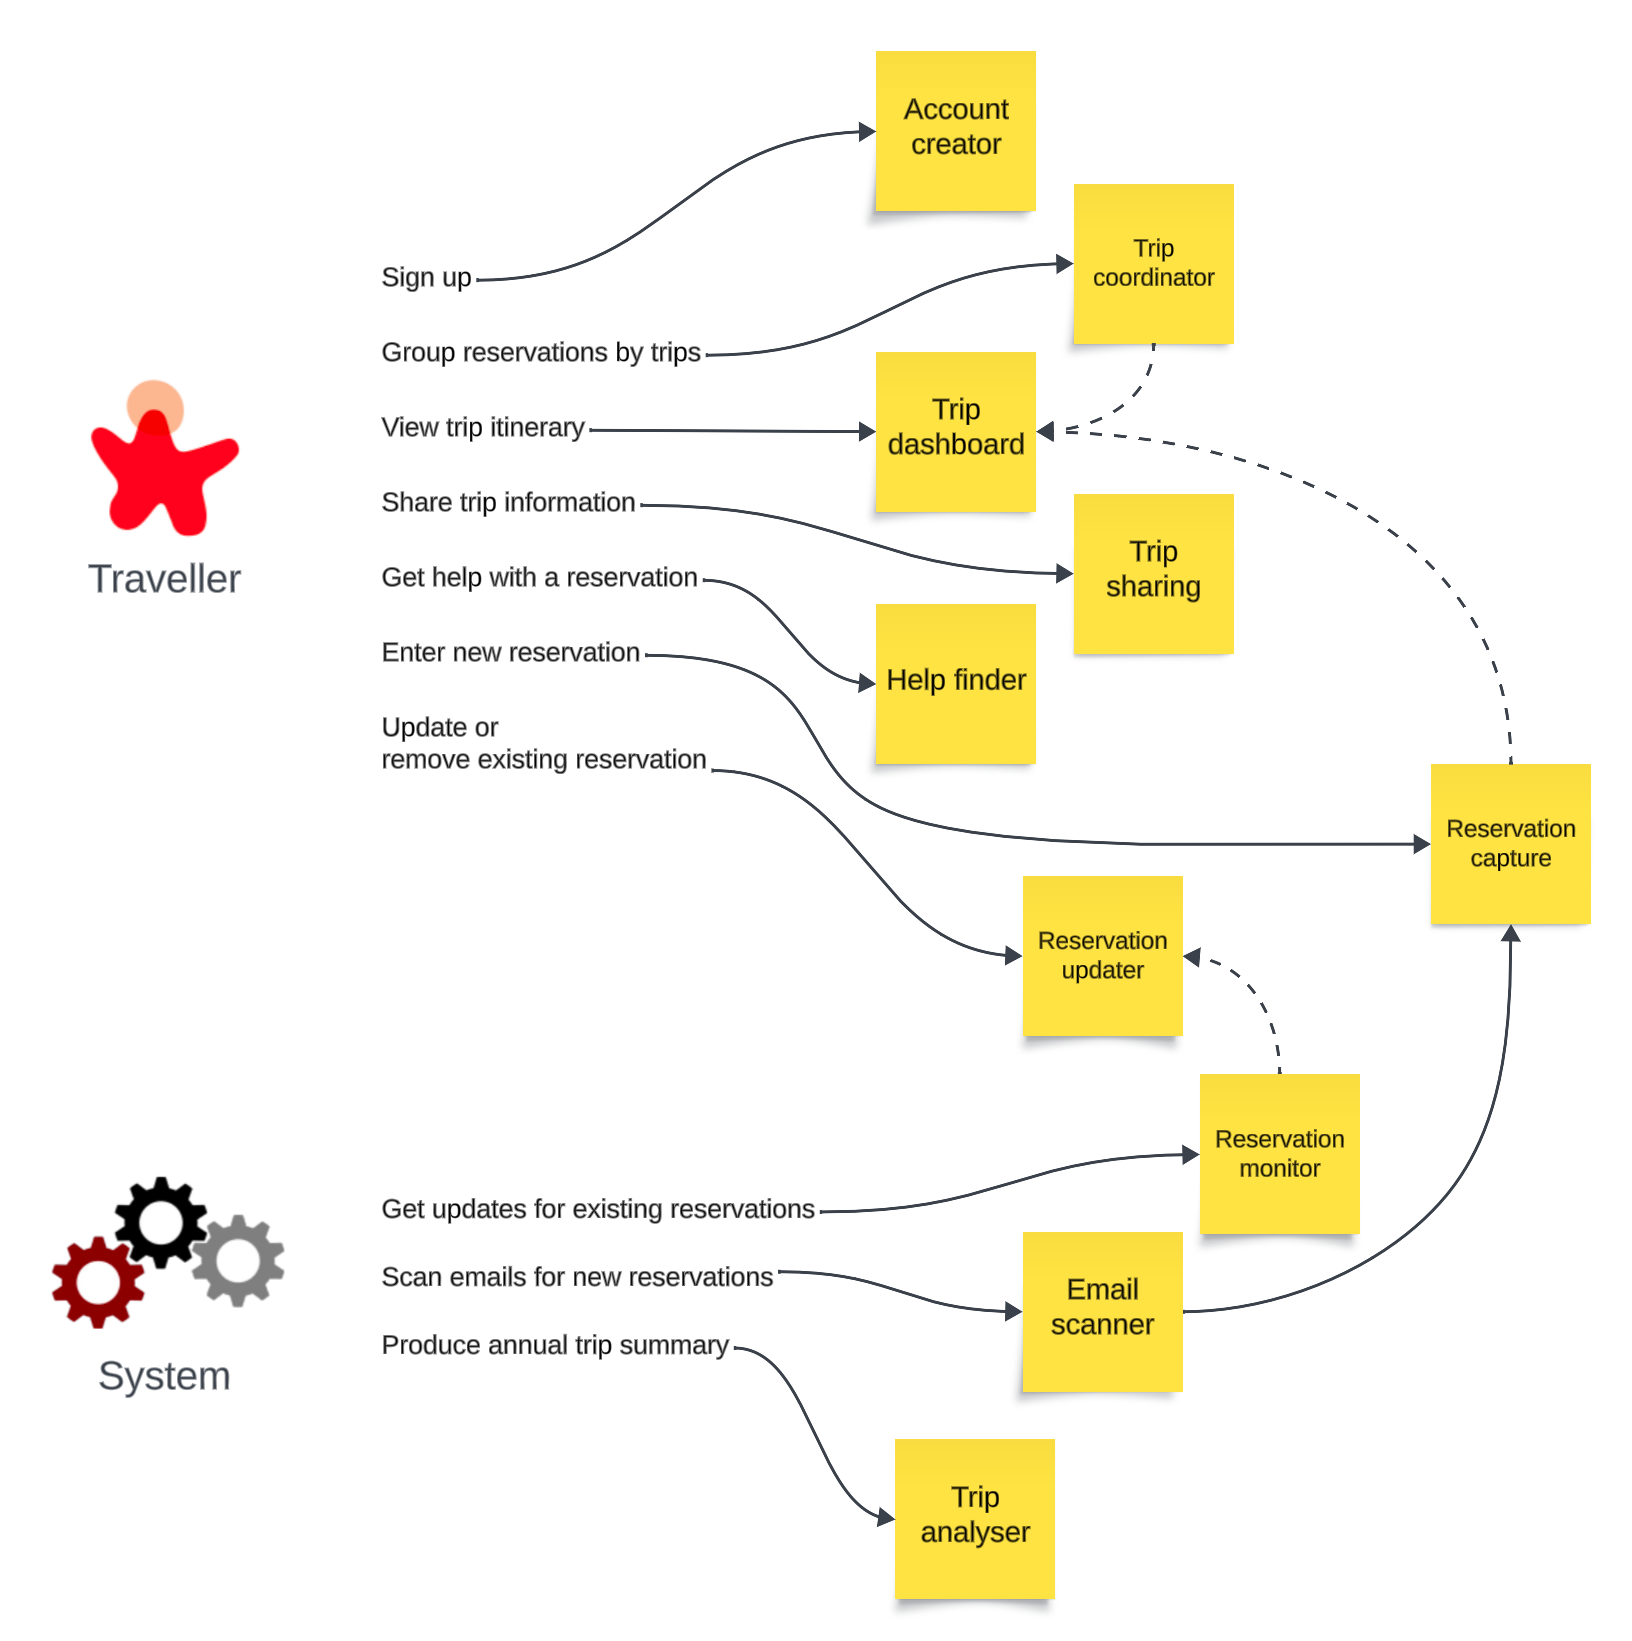 Account
creator
Trip
coordinator
Sign up
Group reservations by trips
Trip
dashboard
View trip itinerary
Share trip information
Trip
sharing
Traveller
Get help with a reservation
Enter new reservation
Help finder
Update or
remove existing reservation
Reservation
capture
Reservation
updater
Reservation
monitor
Get updates for existing reservations
Scan emails for new reservations
Email
scanner
Produce annual trip summary
System
Trip
analyser